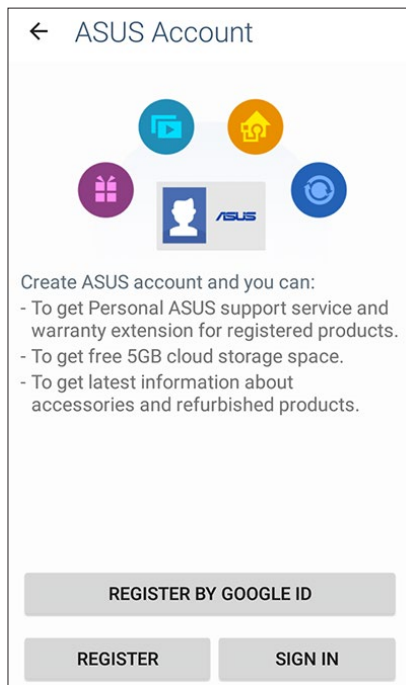 ASUS Account
ASUS
Create ASUS account and you can:
- To get Personal ASUS support service and
warranty extension for registered products.
- To get free 5GB cloud storage space.
- To get latest information about
accessories and refurbished products.
REGISTER BY GOOGLE ID
REGISTER
SIGN IN